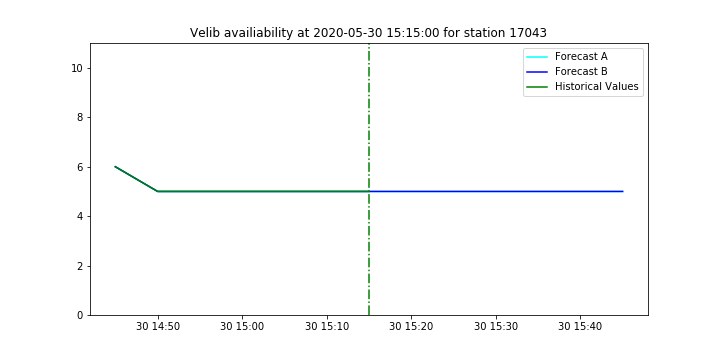 Velib availiability at 2020-05-30 15:15:00 for station 17043
Forecast A
Forecast B
Historical Values
10
8
6
4
2
0
30 14:50 30 15:00 30 15:10 30 15:20 30 15:30 30 15:40